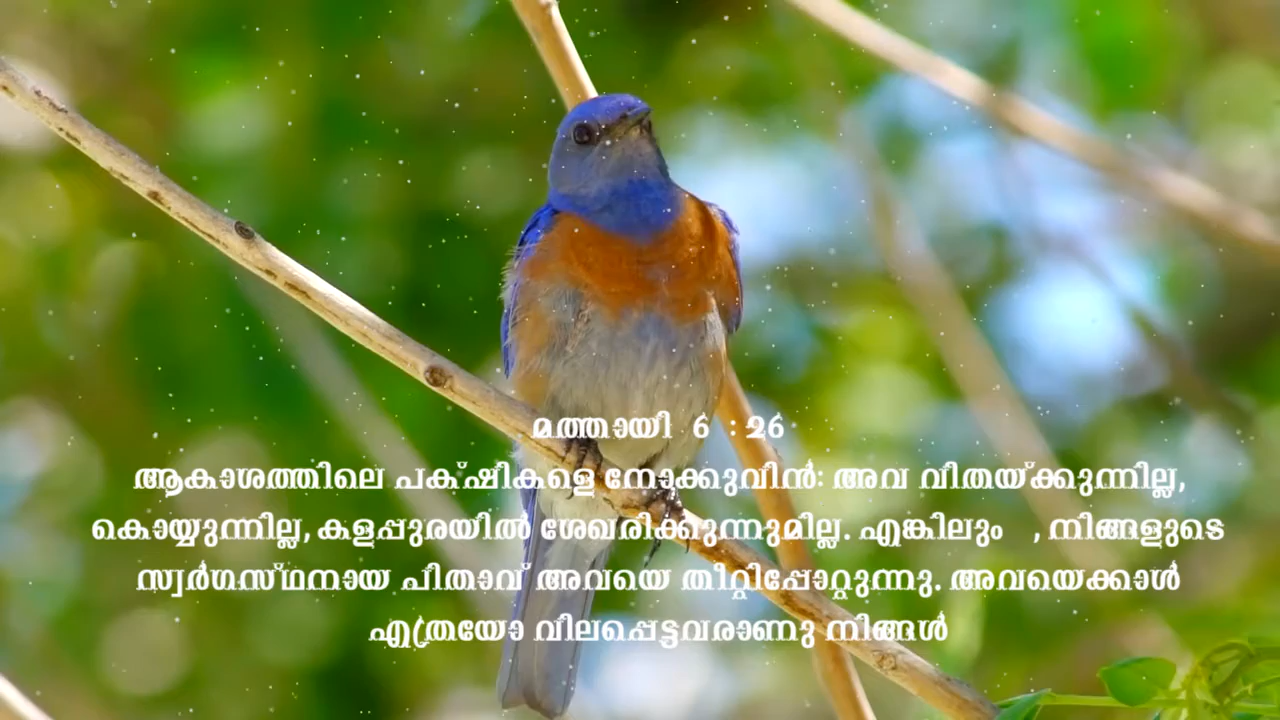 മത്തായി 6 : 26
ആകാശത്തിലെ പക്ഷികളെ നോക്കുവിൻ: അവ വിതയ്ക്കുന്നില്ല,
കൊയ്യുന്നില്ല, കളപ്പുരയിൽ ശേഖരിക്കുന്നുമില്ല. എങ്കിലും , നിങ്ങളുടെ
സ്വർഗസ്ഥനായ പിതാവ് അവയെ തീറ്റിപ്പോറ്റുന്നു. അവയെക്കാൾ
എത്രയോ വിലപ്പെട്ടവരാണു നിങ്ങൾ